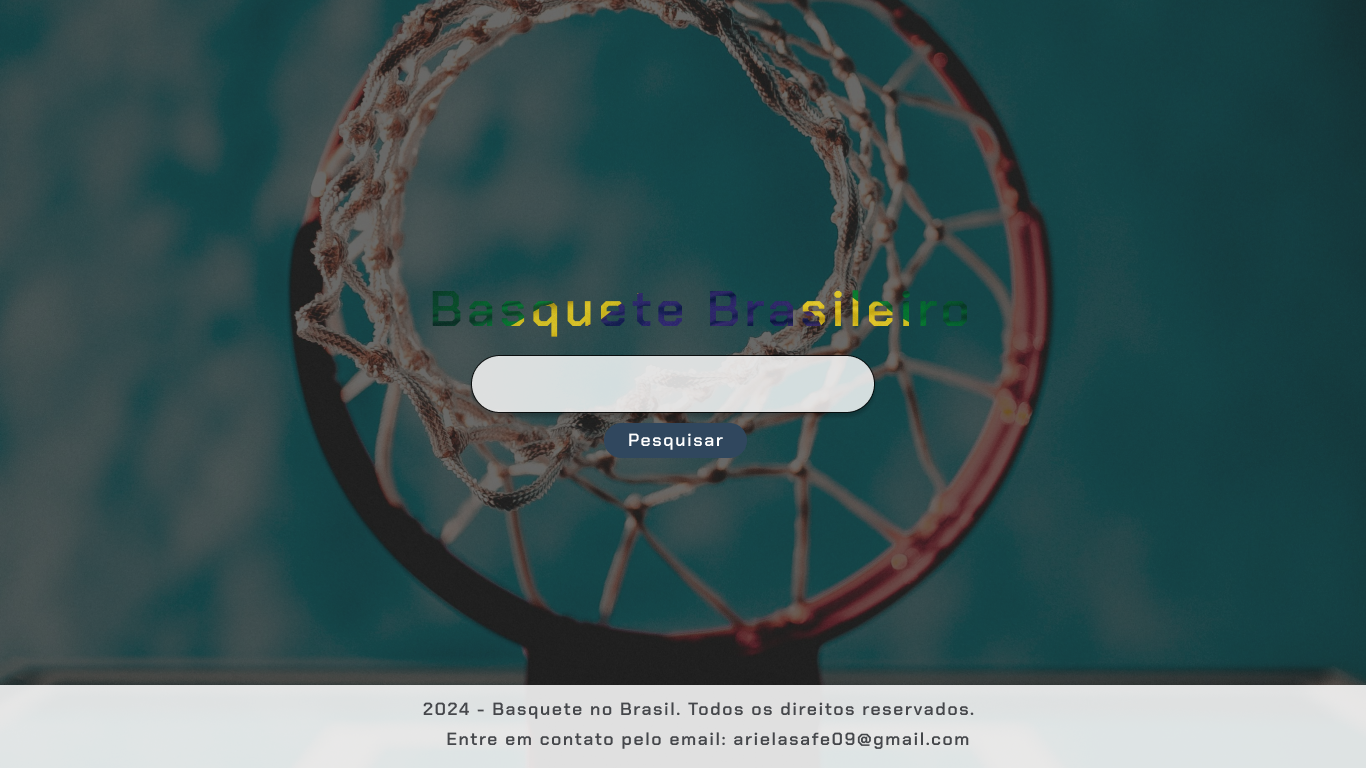 Basquete Brasileiro
Pesquisar
2024 - Basquete no Brasil. Todos os direitos reservados.
Entre em contato pelo email: arielasafe09@gmail.com